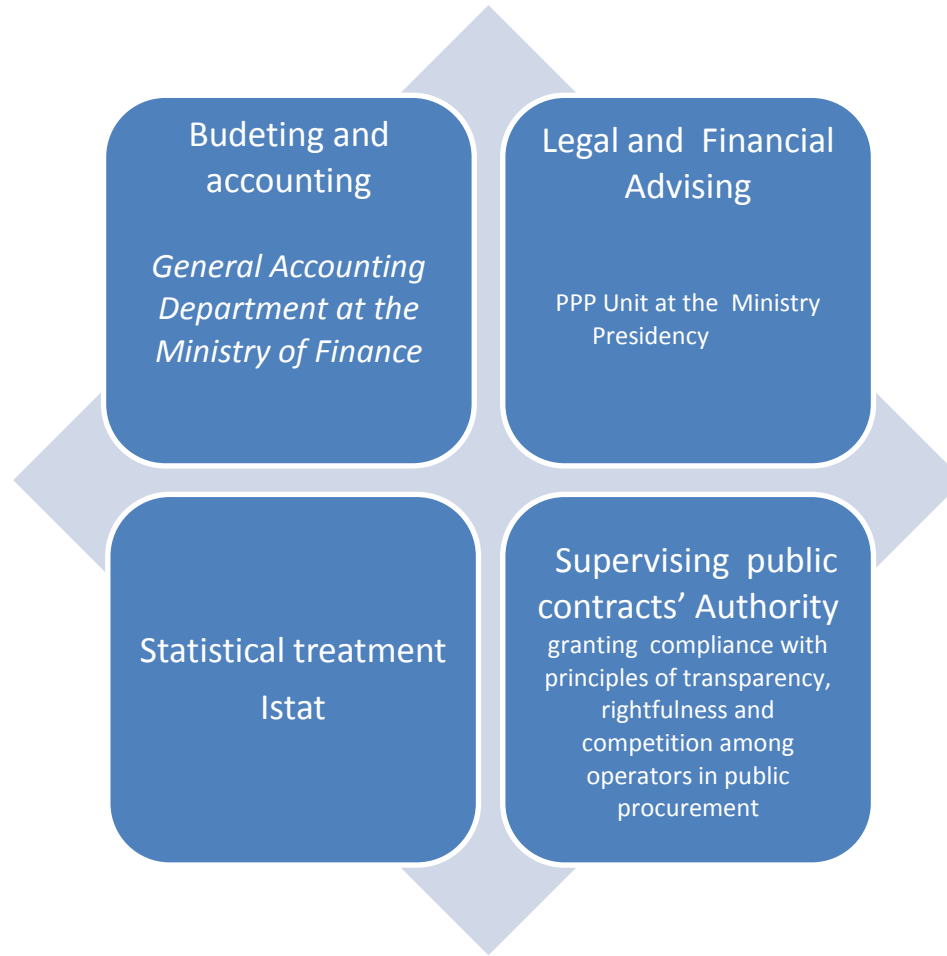 Budeting and
accounting
General Accounting
Department at the
Ministry of Finance
Legal and Financial
Advising
PPP Unit at the Ministry
Presidency
Statistical treatment
Istat
Supervising public
contracts’ Authority
granting compliance with
principles of transparency,
rightfulness and
competition among
operators in public
procurement